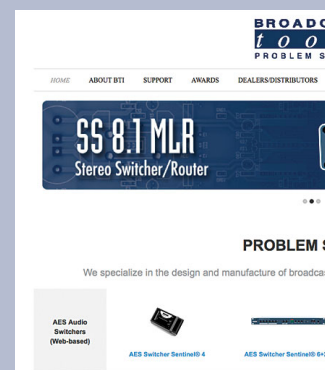 BROADC
t o o
PROBLEM S
HOME ABOUT BTI SUPPORT AWARDS DEALERS/DISTRIBUTORS
SS 8.1 MLR
Stereo Switcher/Router
PROBLEM S
We specialize in the design and manufacture of broadcas
AES Audio
Switchers
(Web-based)
AES Switcher Sentinel® 4 AES Switcher Sentinel® 6+